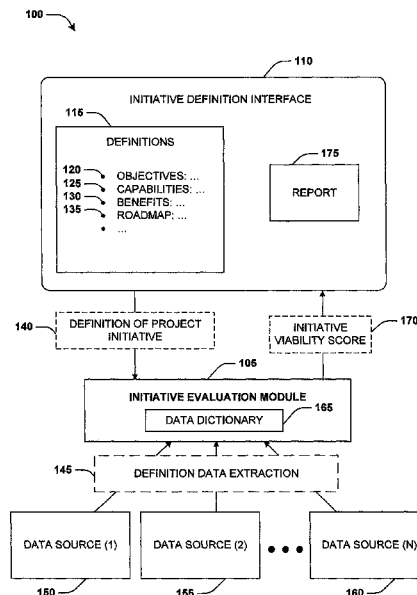 100
110
INITIATIVE DEFINITION INTERFACE
115
DEFINITIONS
120 • OBJECTIVES: ...
125 • CAPABILITIES: ...
130 • BENEFITS: ...
135 • ROADMAP: ...
• ...
175
REPORT
140
DEFINITION OF PROJECT
INITIATIVE
170
INITIATIVE
VIABILITY SCORE
105
INITIATIVE EVALUATION MODULE
DATA DICTIONARY
165
145
DEFINITION DATA EXTRACTION
DATA SOURCE (1)
DATA SOURCE (2)
DATA SOURCE (N)
150
155
160